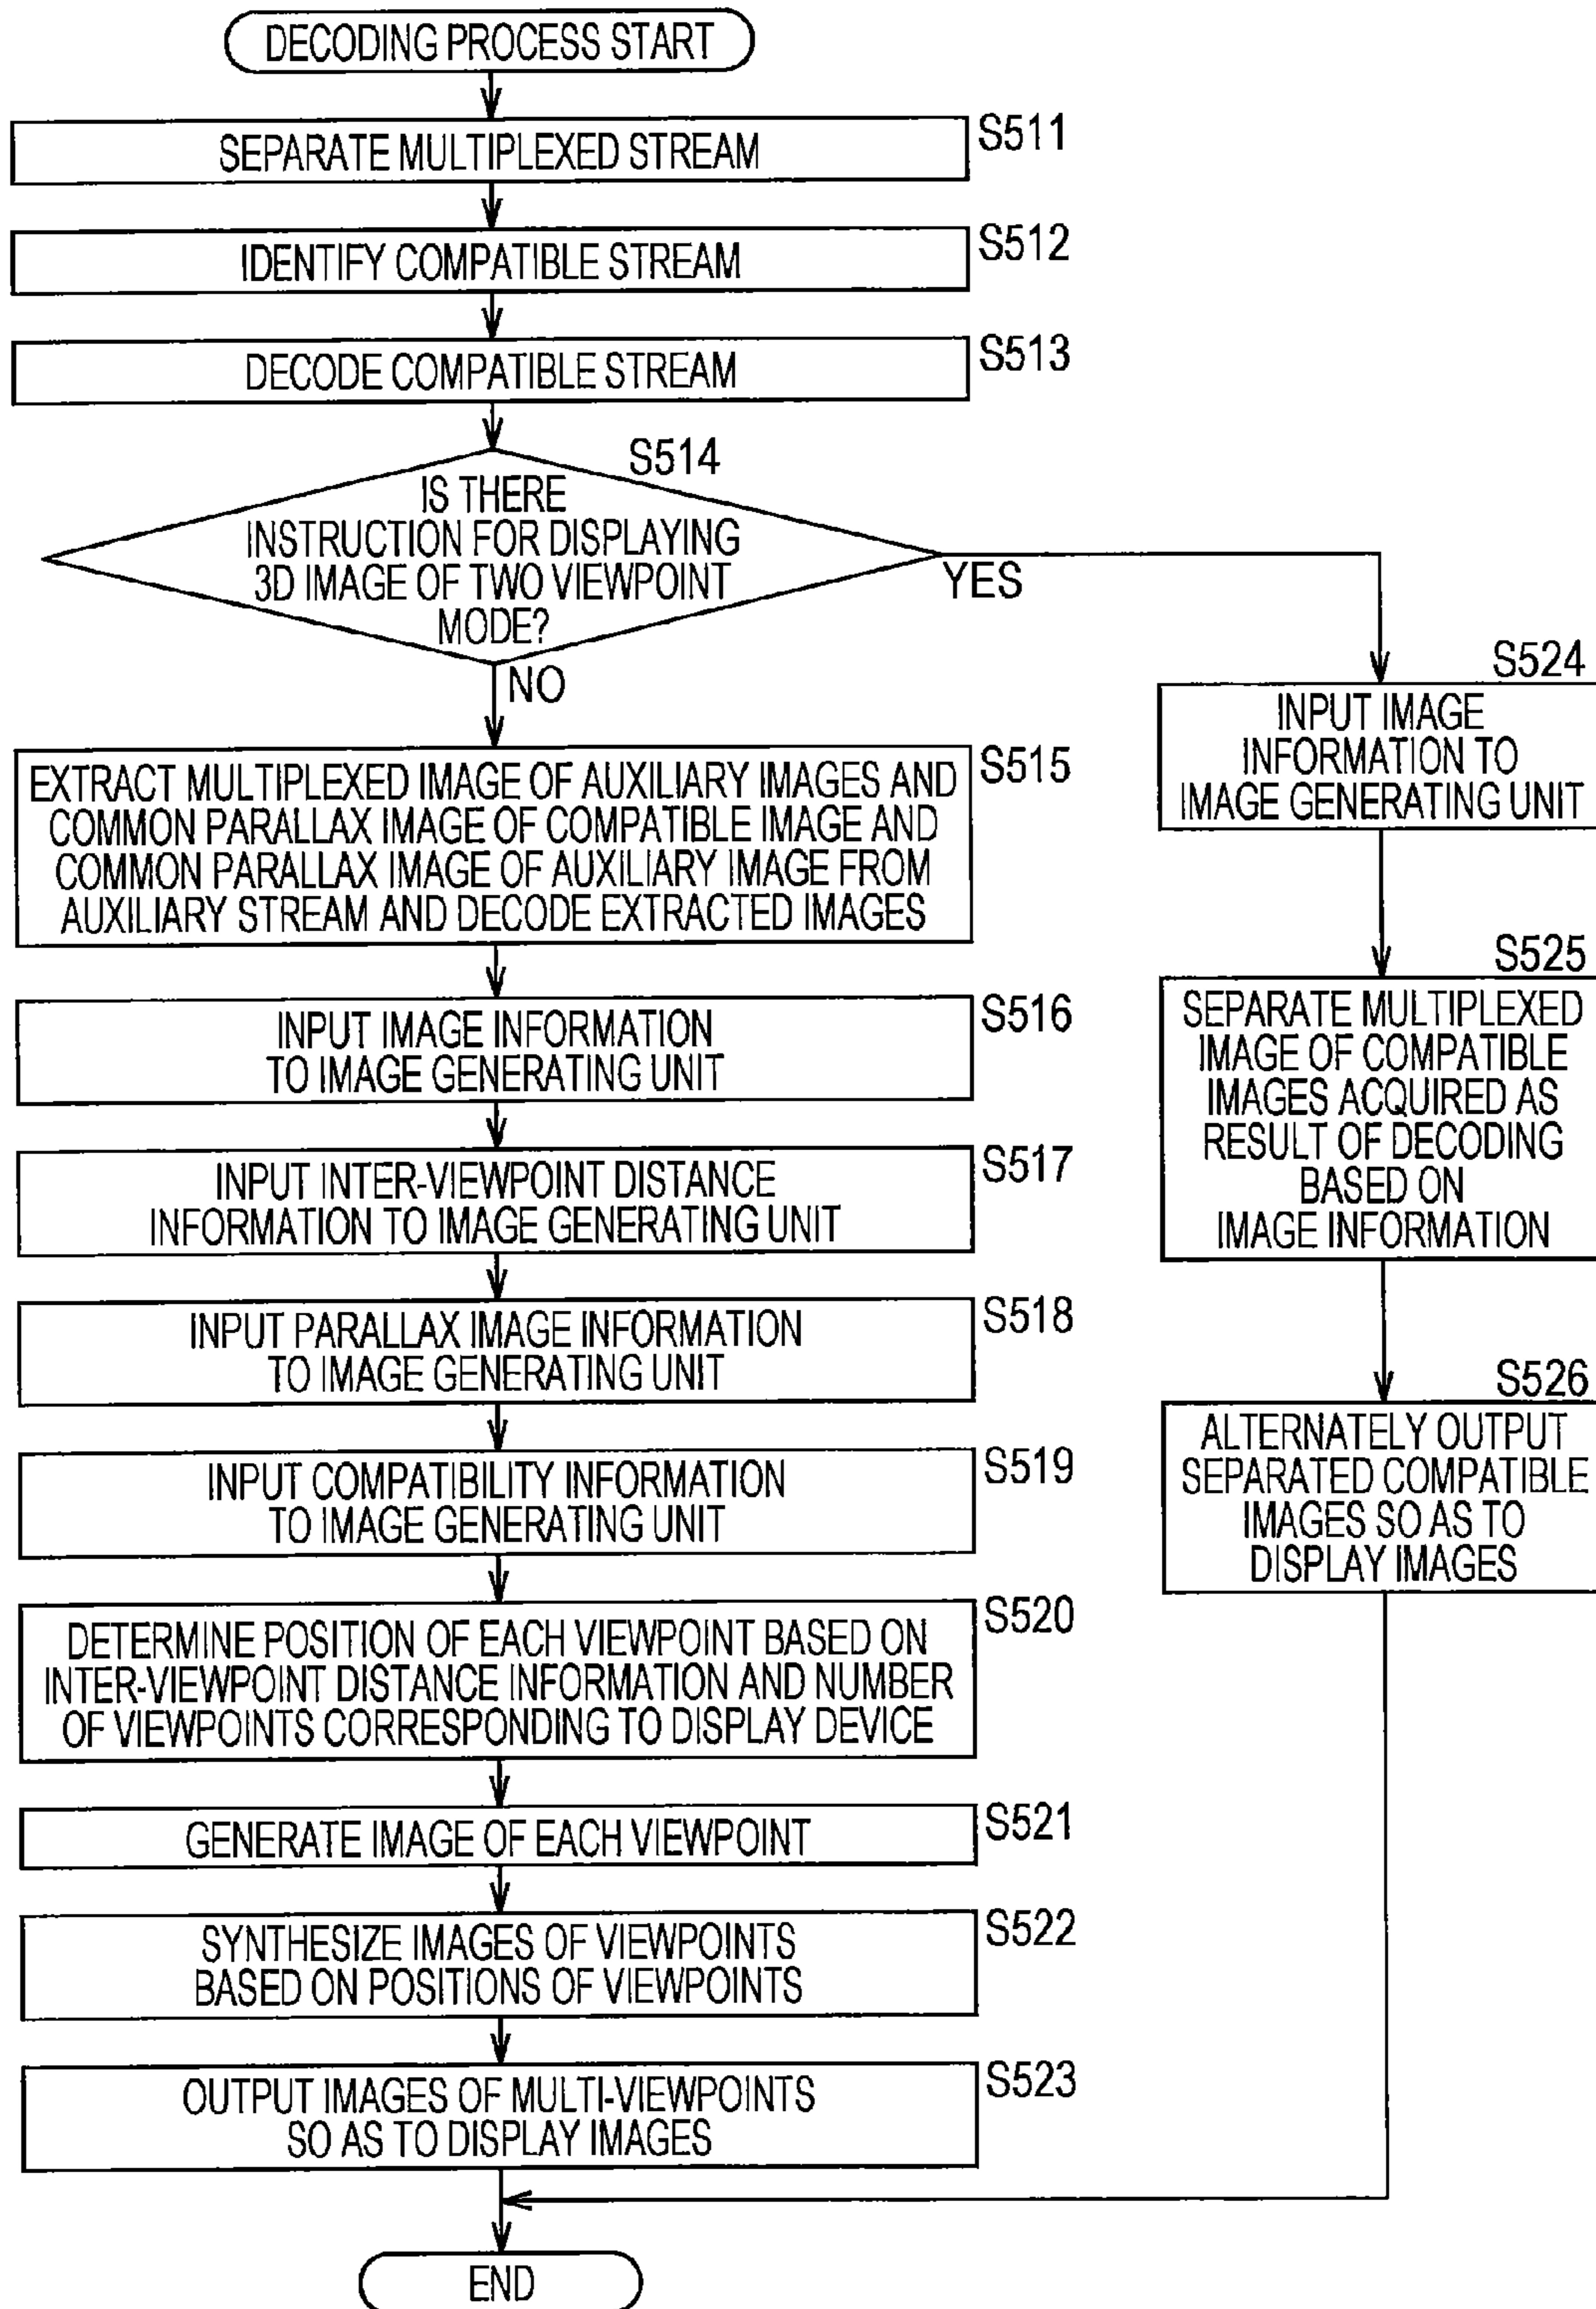 DECODING PROCESS START
SEPARATE MULTIPLEXED STREAM
S511
IDENTIFY COMPATIBLE STREAM
S512
DECODE COMPATIBLE STREAM
S513
S514
IS THERE
INSTRUCTION FOR DISPLAYING
3D IMAGE OF TWO VIEWPOINT
MODE?
YES
NO
EXTRACT MULTIPLEXED IMAGE OF AUXILIARY IMAGES AND
COMMON PARALLAX IMAGE OF COMPATIBLE IMAGE AND
COMMON PARALLAX IMAGE OF AUXILIARY IMAGE FROM
AUXILIARY STREAM AND DECODE EXTRACTED IMAGES
S515
INPUT IMAGE INFORMATION
TO IMAGE GENERATING UNIT
S516
INPUT INTER-VIEWPOINT DISTANCE
INFORMATION TO IMAGE GENERATING UNIT
S517
INPUT PARALLAX IMAGE INFORMATION
TO IMAGE GENERATING UNIT
S518
INPUT COMPATIBILITY INFORMATION
TO IMAGE GENERATING UNIT
S519
DETERMINE POSITION OF EACH VIEWPOINT BASED ON
INTER-VIEWPOINT DISTANCE INFORMATION AND NUMBER
OF VIEWPOINTS CORRESPONDING TO DISPLAY DEVICE
S520
GENERATE IMAGE OF EACH VIEWPOINT
S521
SYNTHESIZE IMAGES OF VIEWPOINTS
BASED ON POSITIONS OF VIEWPOINTS
S522
OUTPUT IMAGES OF MULTI-VIEWPOINTS
SO AS TO DISPLAY IMAGES
S523
S524
INPUT IMAGE
INFORMATION TO
IMAGE GENERATING UNIT
S525
SEPARATE MULTIPLEXED
IMAGE OF COMPATIBLE
IMAGES ACQUIRED AS
RESULT OF DECODING
BASED ON
IMAGE INFORMATION
S526
ALTERNATELY OUTPUT
SEPARATED COMPATIBLE
IMAGES SO AS TO
DISPLAY IMAGES
END